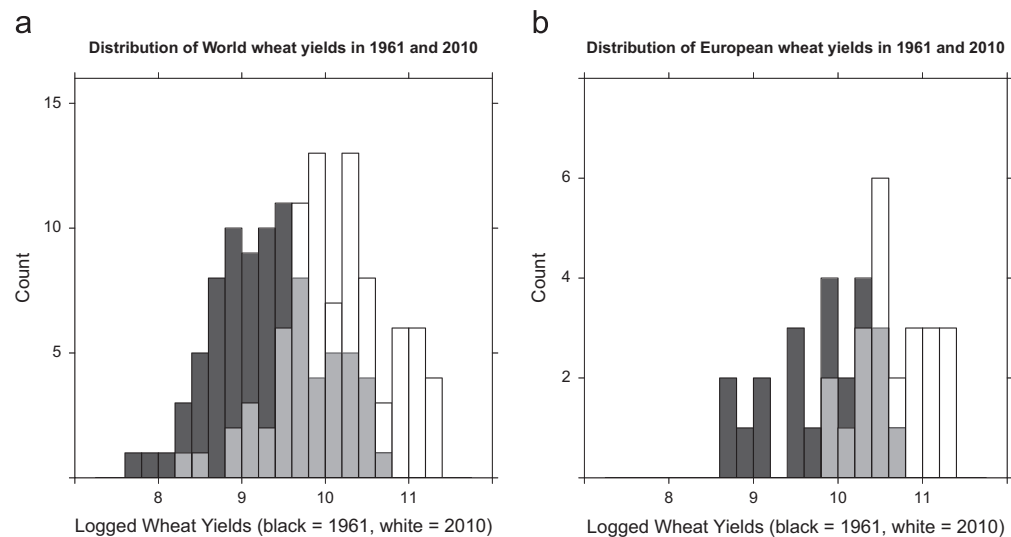 a
Distribution of World wheat yields in 1961 and 2010
15
10
5
Count
8 9 10 11
Logged Wheat Yields (black = 1961, white = 2010)
b
Distribution of European wheat yields in 1961 and 2010
6
4
2
Count
8 9 10 11
Logged Wheat Yields (black = 1961, white = 2010)